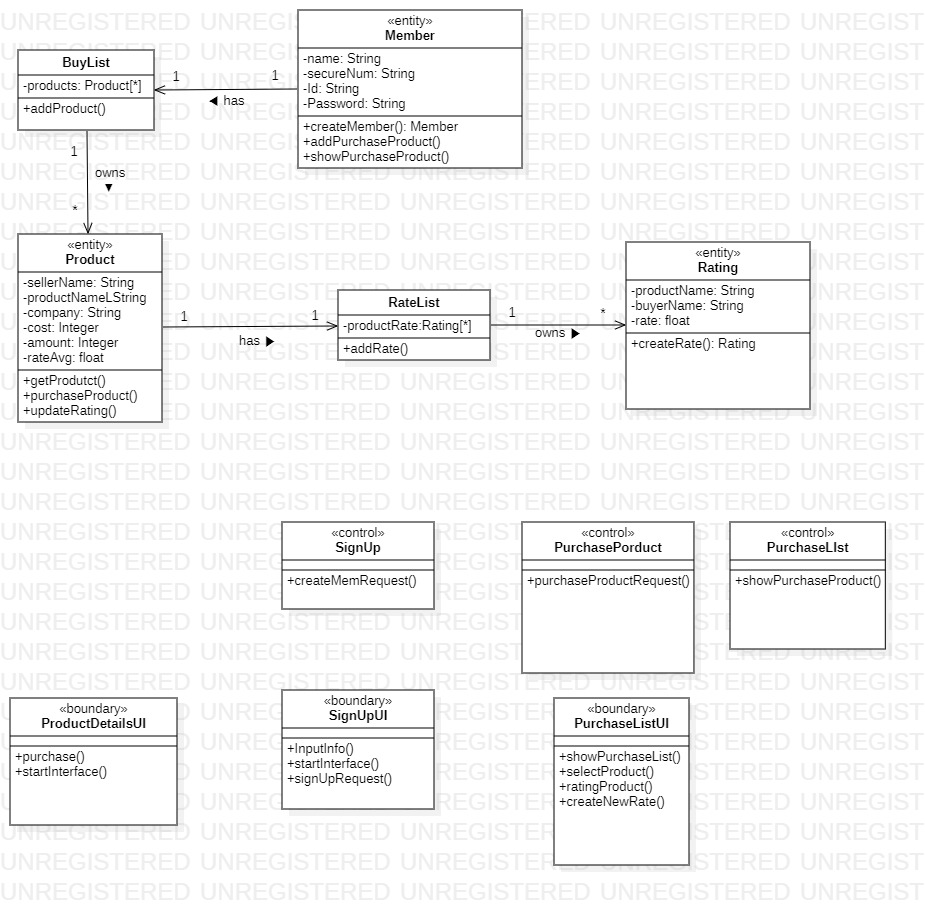 «entity»
Member
-name: String
-secureNum: String
-Id: String
-Password: String
+createMember(): Member
+addPurchaseProduct()
+showPurchaseProduct()
BuyList
-products: Product[*]
+addProduct()
1
1
◄ has
1
owns
▼
*
«entity»
Product
-sellerName: String
-productNameLString
-company: String
-cost: Integer
-amount: Integer
-rateAvg: float
+getProdutct()
+purchaseProduct()
+updateRating()
1
1
has ►
RateList
-productRate:Rating[*]
+addRate()
1
*
owns ►
«entity»
Rating
-productName: String
-buyerName: String
-rate: float
+createRate(): Rating
«control»
SignUp
+createMemRequest()
«control»
PurchasePorduct
+purchaseProductRequest()
«control»
PurchaseLIst
+showPurchaseProduct()
«boundary»
ProductDetailsUI
+purchase()
+startInterface()
«boundary»
SignUpUI
+InputInfo()
+startInterface()
+signUpRequest()
«boundary»
PurchaseListUI
+showPurchaseList()
+selectProduct()
+ratingProduct()
+createNewRate()
UNREGISTERED